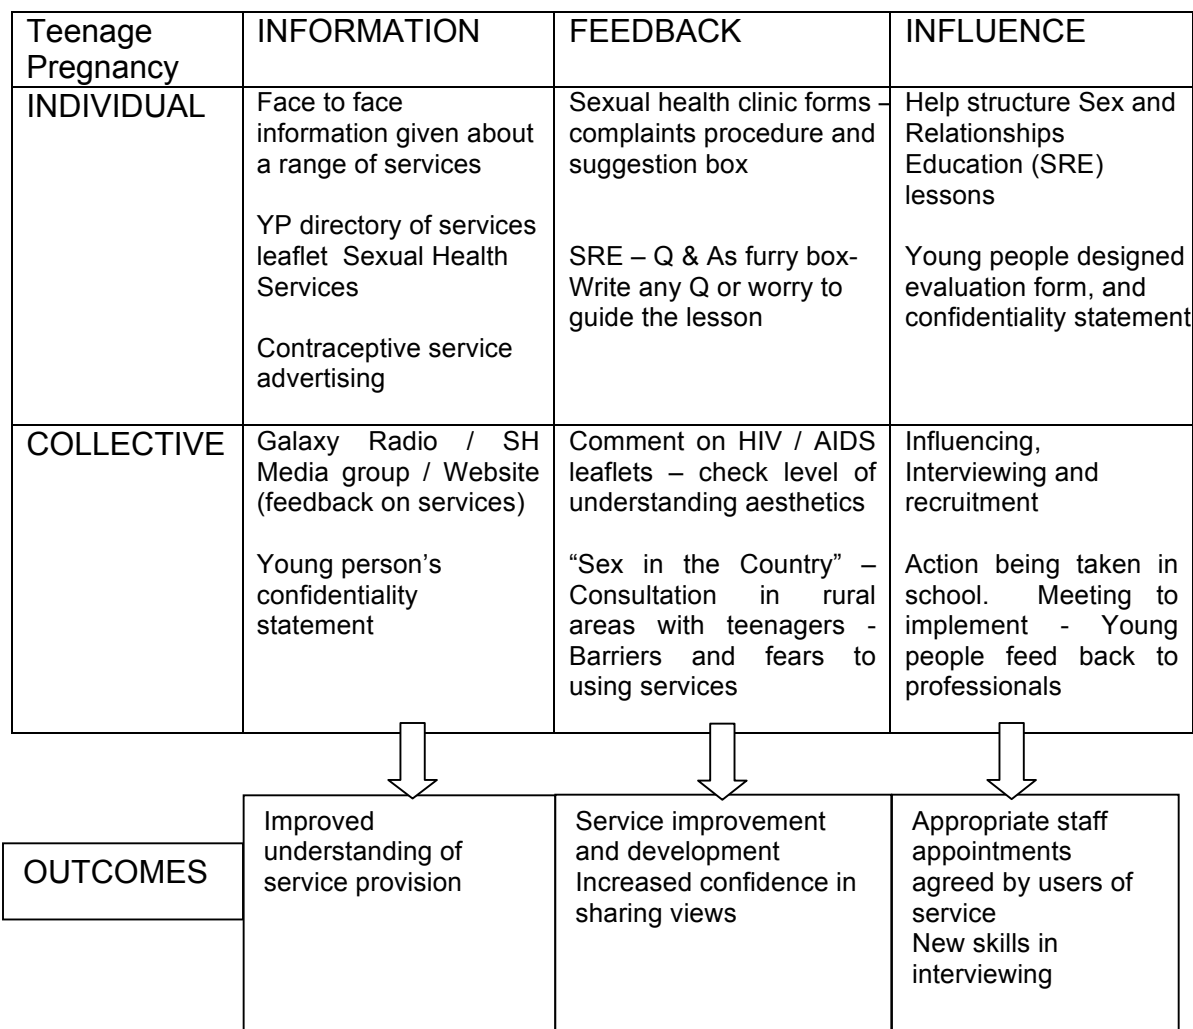 Teenage
Pregnancy
INFORMATION
FEEDBACK
INFLUENCE
INDIVIDUAL
Face to face
information given about
a range of services
YP directory of services
leaflet  Sexual Health
Services
Contraceptive service
advertising
Sexual health clinic forms –
complaints procedure and
suggestion box
SRE – Q & As furry box-
Write any Q or worry to
guide the lesson
Help structure Sex and
Relationships
Education (SRE)
lessons
Young people designed
evaluation form, and
confidentiality statement
COLLECTIVE
Galaxy Radio / SH
Media group / Website
(feedback on services)
Young person’s
confidentiality
statement
Comment on HIV / AIDS
leaflets – check level of
understanding aesthetics
“Sex in the Country” –
Consultation in rural
areas with teenagers -
Barriers and fears to
using services
Influencing,
Interviewing and
recruitment
Action being taken in
school. Meeting to
implement - Young
people feed back to
professionals
OUTCOMES
Improved
understanding of
service provision
Service improvement
and development
Increased confidence in
sharing views
Appropriate staff
appointments
agreed by users of
service
New skills in
interviewing